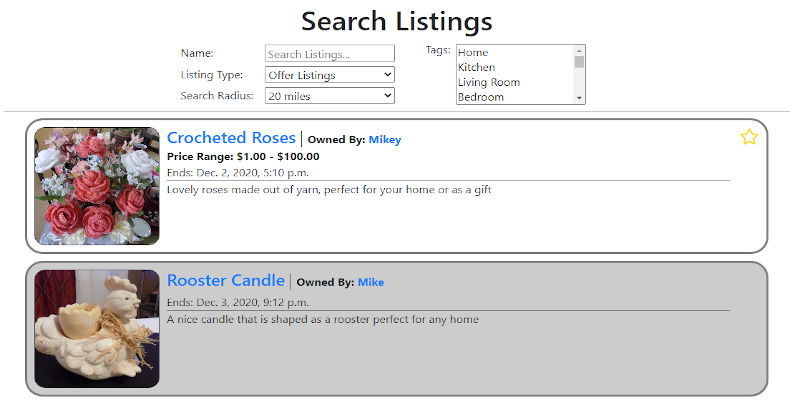 Search Listings
Name: Search Listings...
Listing Type: Offer Listings
Search Radius: 20 miles
Tags: Home
Kitchen
Living Room
Bedroom
Crocheted Roses | Owned By: Mikey
Price Range: $1.00 - $100.00
Ends: Dec. 2, 2020, 5:10 p.m.
Lovely roses made out of yarn, perfect for your home or as a gift
Rooster Candle | Owned By: Mike
Ends: Dec. 3, 2020, 9:12 p.m.
A nice candle that is shaped as a rooster perfect for any home